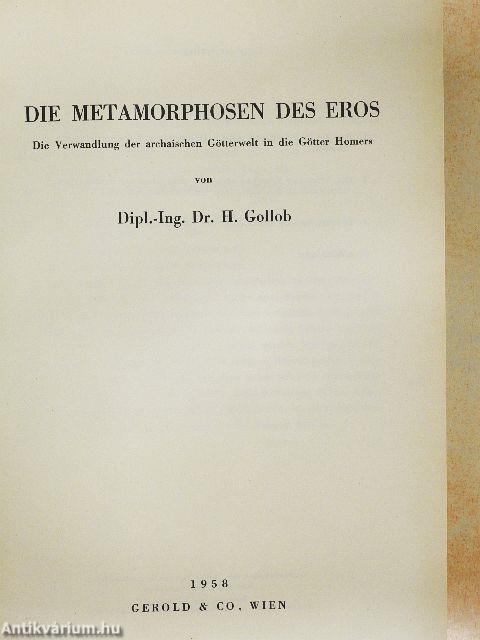 DIE METAMORPHOSEN DES EROS
Die Verwandlung der archaischen Götterwelt in die Götter Homers
von
Dipl.-Ing. Dr. H. Gollob
1958
GEROLD & CO, WIEN
Antikvárium.hu